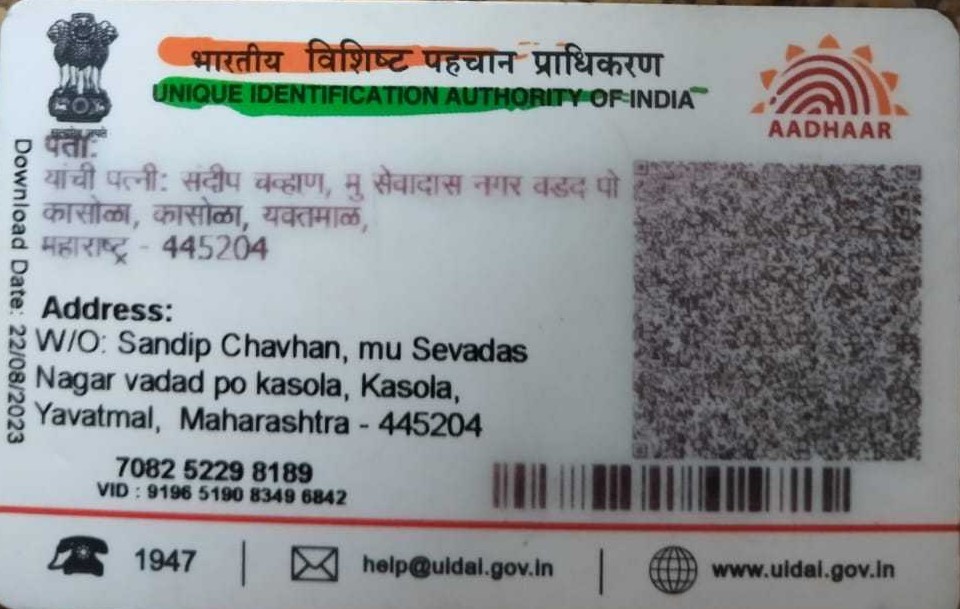 भारतीय विशिष्ट पहचान प्राधिकरण
UNIQUE IDENTIFICATION AUTHORITY OF INDIA
AADHAAR
पत्ता:
यांची पत्नी: संदीप चव्हाण, मु सेवादास नगर वडद पो
कासोळा, कासोळा, यवतमाळ,
महाराष्ट्र - 445204
Address:
W/O: Sandip Chavhan, mu Sevadas
Nagar vadad po kasola, Kasola,
Yavatmal, Maharashtra - 445204
Download Date: 22/08/2023
7082 5229 8189
VID : 9196 5190 8349 6842
1947
help@uidai.gov.in
www.uidai.gov.in